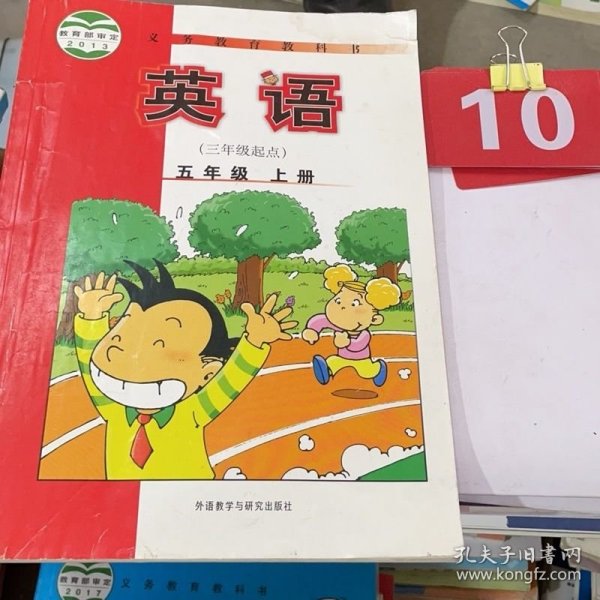 教育部审定
2013
义务教育教科书
英语
（三年级起点）
五年级 上册
外语教学与研究出版社
10
教育部审定
2017
义务教育教科书
孔夫子旧书网
www.kongfz.com